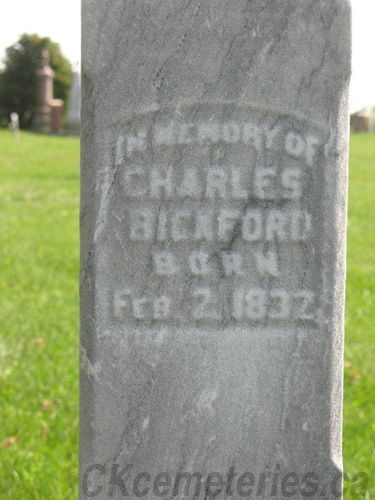 IN MEMORY OF
CHARLES
BICKFORD
BORN
FEB. 2, 1832.
CKcemeteries.ca